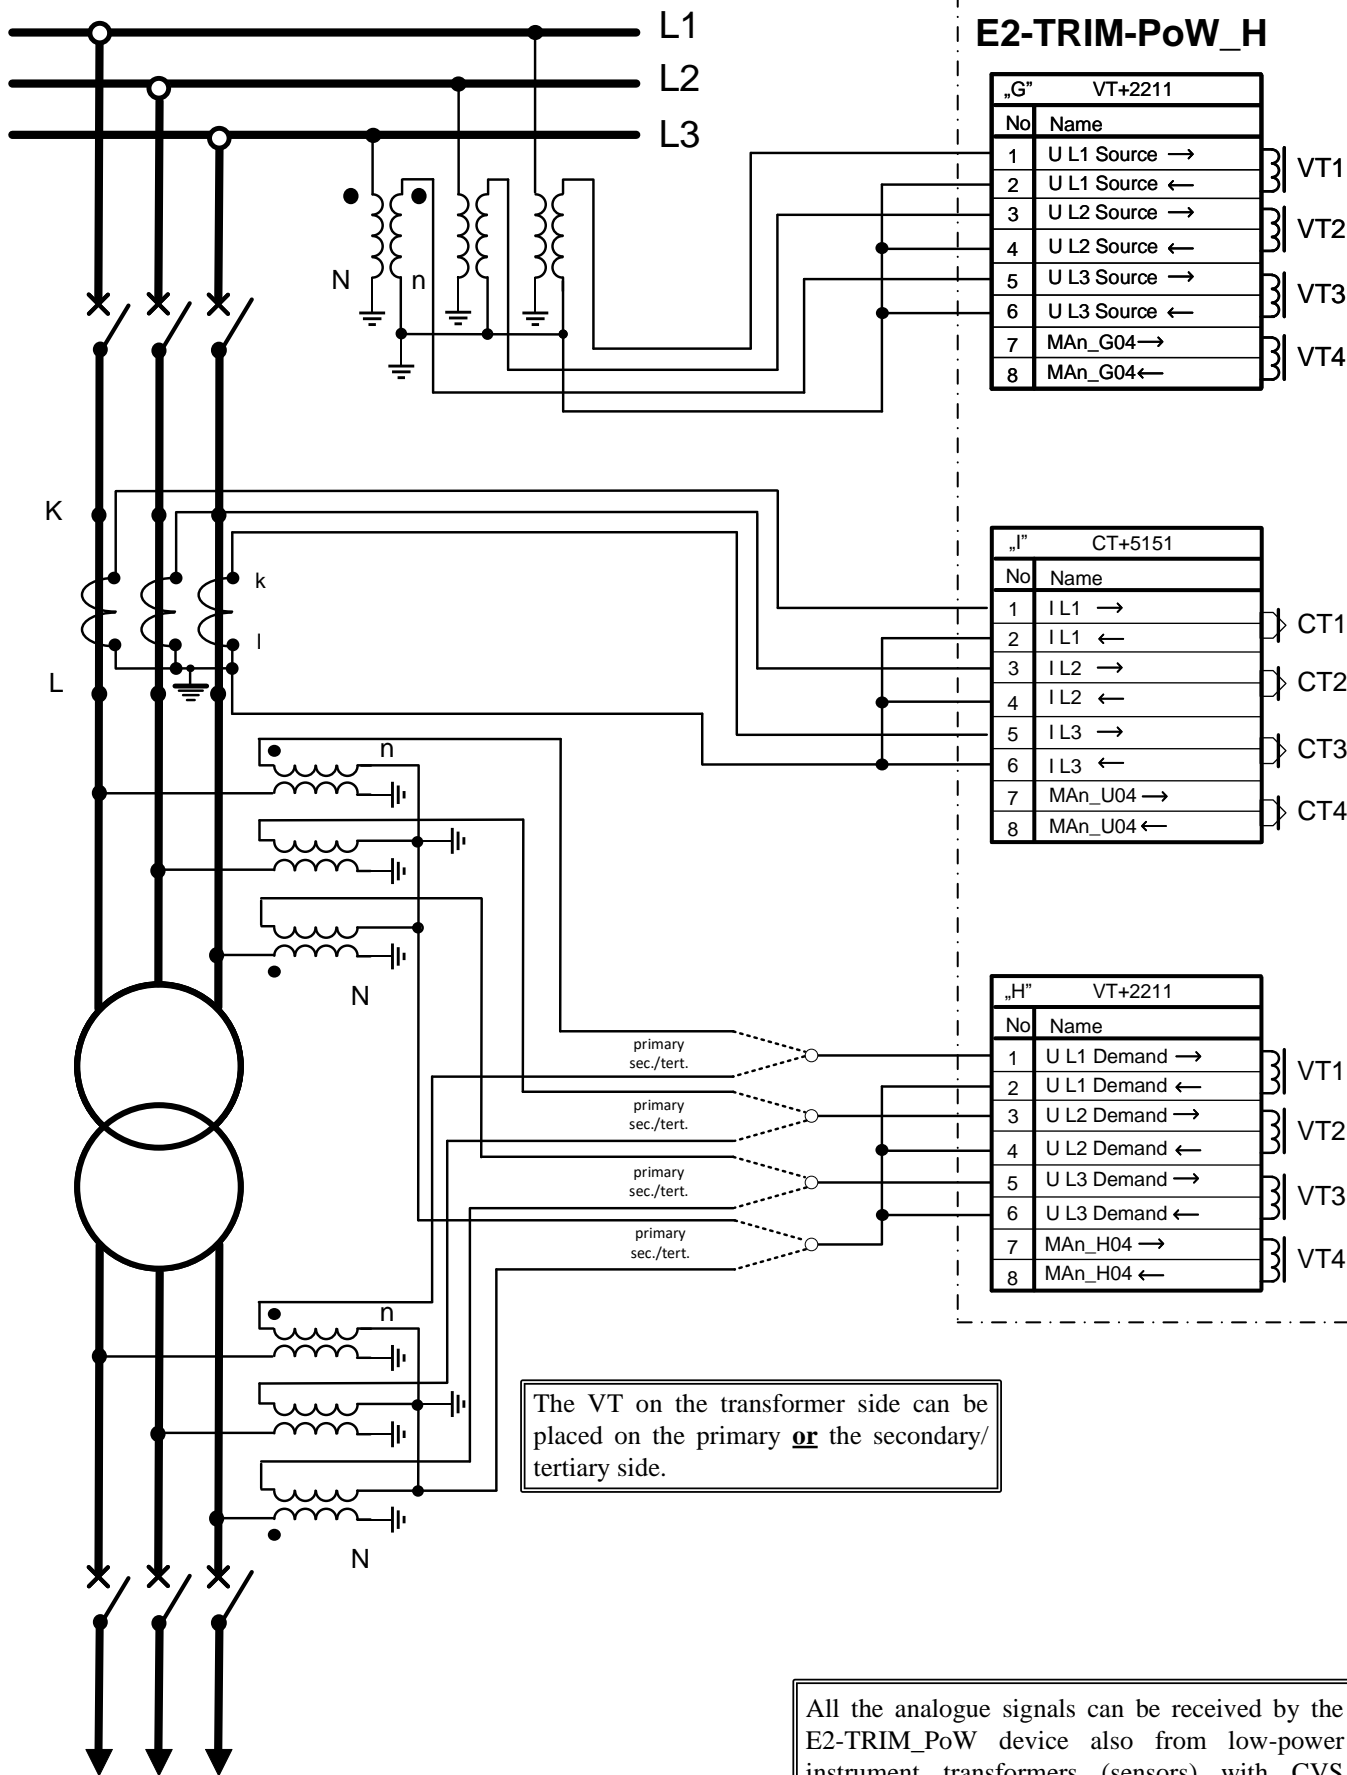 L1
L2
L3
E2-TRIM-PoW_H
„G” VT+2211
No Name
1 U L1 Source →
2 U L1 Source ←
3 U L2 Source →
4 U L2 Source ←
5 U L3 Source →
6 U L3 Source ←
7 MAn_G04→
8 MAn_G04←
VT1
VT2
VT3
VT4
N n
K
k
l
L
„I” CT+5151
No Name
1 I L1 →
2 I L1 ←
3 I L2 →
4 I L2 ←
5 I L3 →
6 I L3 ←
7 MAn_U04 →
8 MAn_U04 ←
CT1
CT2
CT3
CT4
n
N
primary
sec./tert.
primary
sec./tert.
primary
sec./tert.
primary
sec./tert.
„H” VT+2211
No Name
1 U L1 Demand →
2 U L1 Demand ←
3 U L2 Demand →
4 U L2 Demand ←
5 U L3 Demand →
6 U L3 Demand ←
7 MAn_H04 →
8 MAn_H04 ←
VT1
VT2
VT3
VT4
n
N
The VT on the transformer side can be
placed on the primary or the secondary/
tertiary side.
All the analogue signals can be received by the
E2-TRIM_PoW device also from low-power
instrument transformers (sensors) with CVS